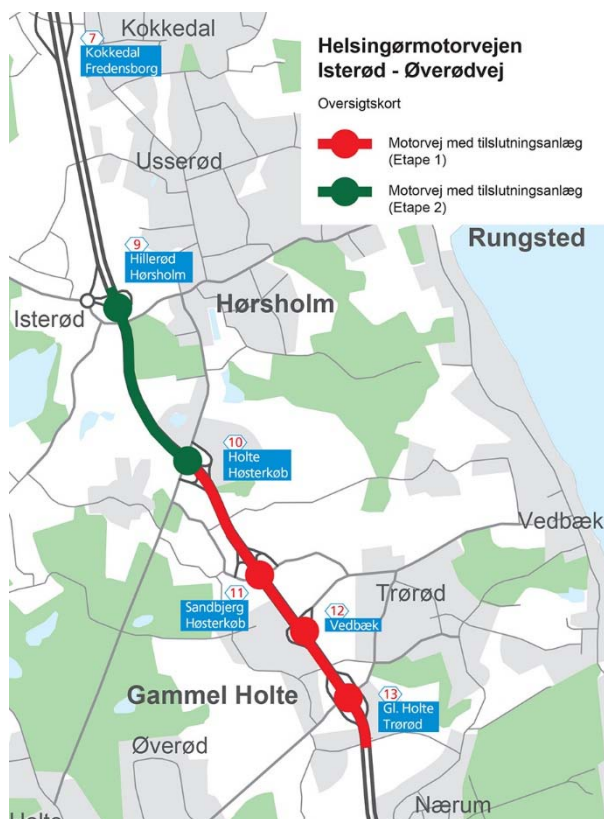 Kokkedal
7
Kokkedal
Fredensborg
Helsingørmotorvejen
Isterød - Øverødvej
Oversigtskort
Motorvej med tilslutningsanlæg
(Etape 1)
Motorvej med tilslutningsanlæg
(Etape 2)
Usserød
Rungsted
9
Hillerød
Hørsholm
Isterød
Hørsholm
10
Holte
Høsterkøb
Vedbæk
11
Sandbjerg
Høsterkøb
12
Vedbæk
Trørød
Gammel Holte
13
Gl. Holte
Trørød
Øverød
Nærum